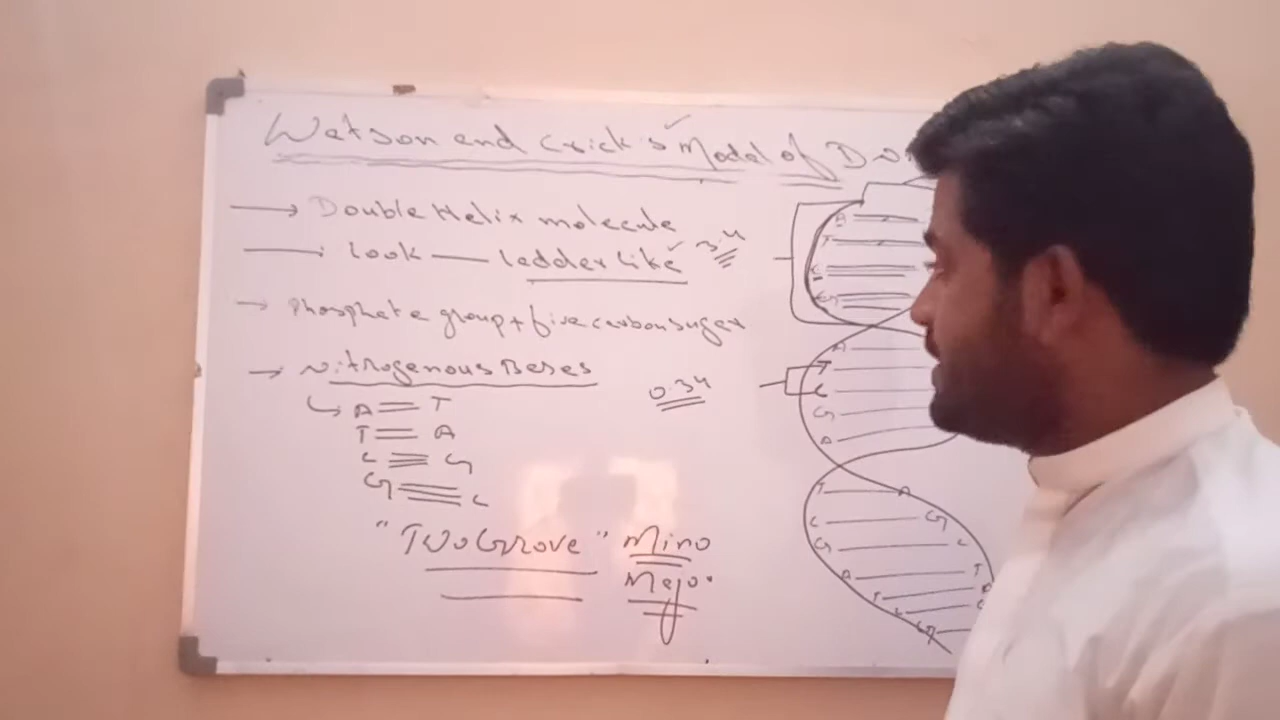 Watson and Crick's Model of D
→ Double Helix molecule
look — ladder like
3.4
→ Phosphate group + five carbon sugar
→ Nitrogenous Bases
0.34
A = T
T = A
C ≡ G
G ≡ C
"Two Grove" Mino
Majo
A
T
C
G
A
T
C
G
A
T A
C G
G C
A T
T A
C G
G